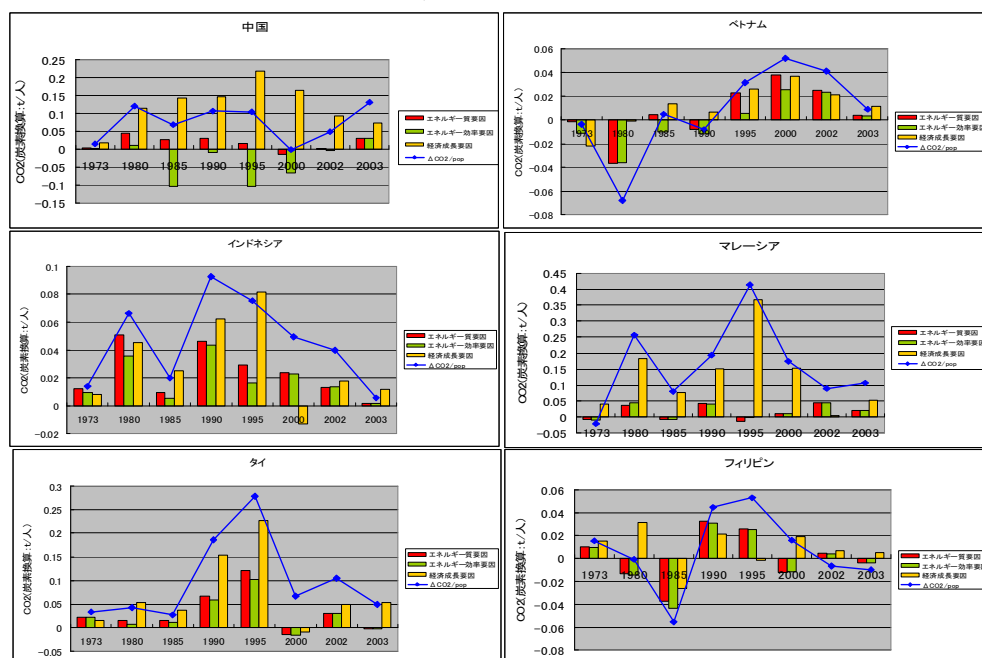 中国
CO2(炭素換算:t/人)
0.25
0.2
0.15
0.1
0.05
0
-0.05
-0.1
-0.15
1973 1980 1985 1990 1995 2000 2002 2003
エネルギー質要因
エネルギー効率要因
経済成長要因
ΔCO2/pop
ベトナム
CO2(炭素換算:t/人)
0.06
0.04
0.02
0
-0.02
-0.04
-0.06
-0.08
1973 1980 1985 1990 1995 2000 2002 2003
エネルギー質要因
エネルギー効率要因
経済成長要因
ΔCO2/pop
インドネシア
CO2(炭素換算:t/人)
0.1
0.08
0.06
0.04
0.02
0
-0.02
1973 1980 1985 1990 1995 2000 2002 2003
エネルギー質要因
エネルギー効率要因
経済成長要因
ΔCO2/pop
マレーシア
CO2(炭素換算:t/人)
0.45
0.4
0.35
0.3
0.25
0.2
0.15
0.1
0.05
0
-0.05
1973 1980 1985 1990 1995 2000 2002 2003
エネルギー質要因
エネルギー効率要因
経済成長要因
ΔCO2/pop
タイ
CO2(炭素換算:t/人)
0.3
0.25
0.2
0.15
0.1
0.05
0
-0.05
1973 1980 1985 1990 1995 2000 2002 2003
エネルギー質要因
エネルギー効率要因
経済成長要因
ΔCO2/pop
フィリピン
CO2(炭素換算:t/人)
0.06
0.04
0.02
0
-0.02
-0.04
-0.06
-0.08
1973 1980 1985 1990 1995 2000 2002 2003
エネルギー質要因
エネルギー効率要因
経済成長要因
ΔCO2/pop